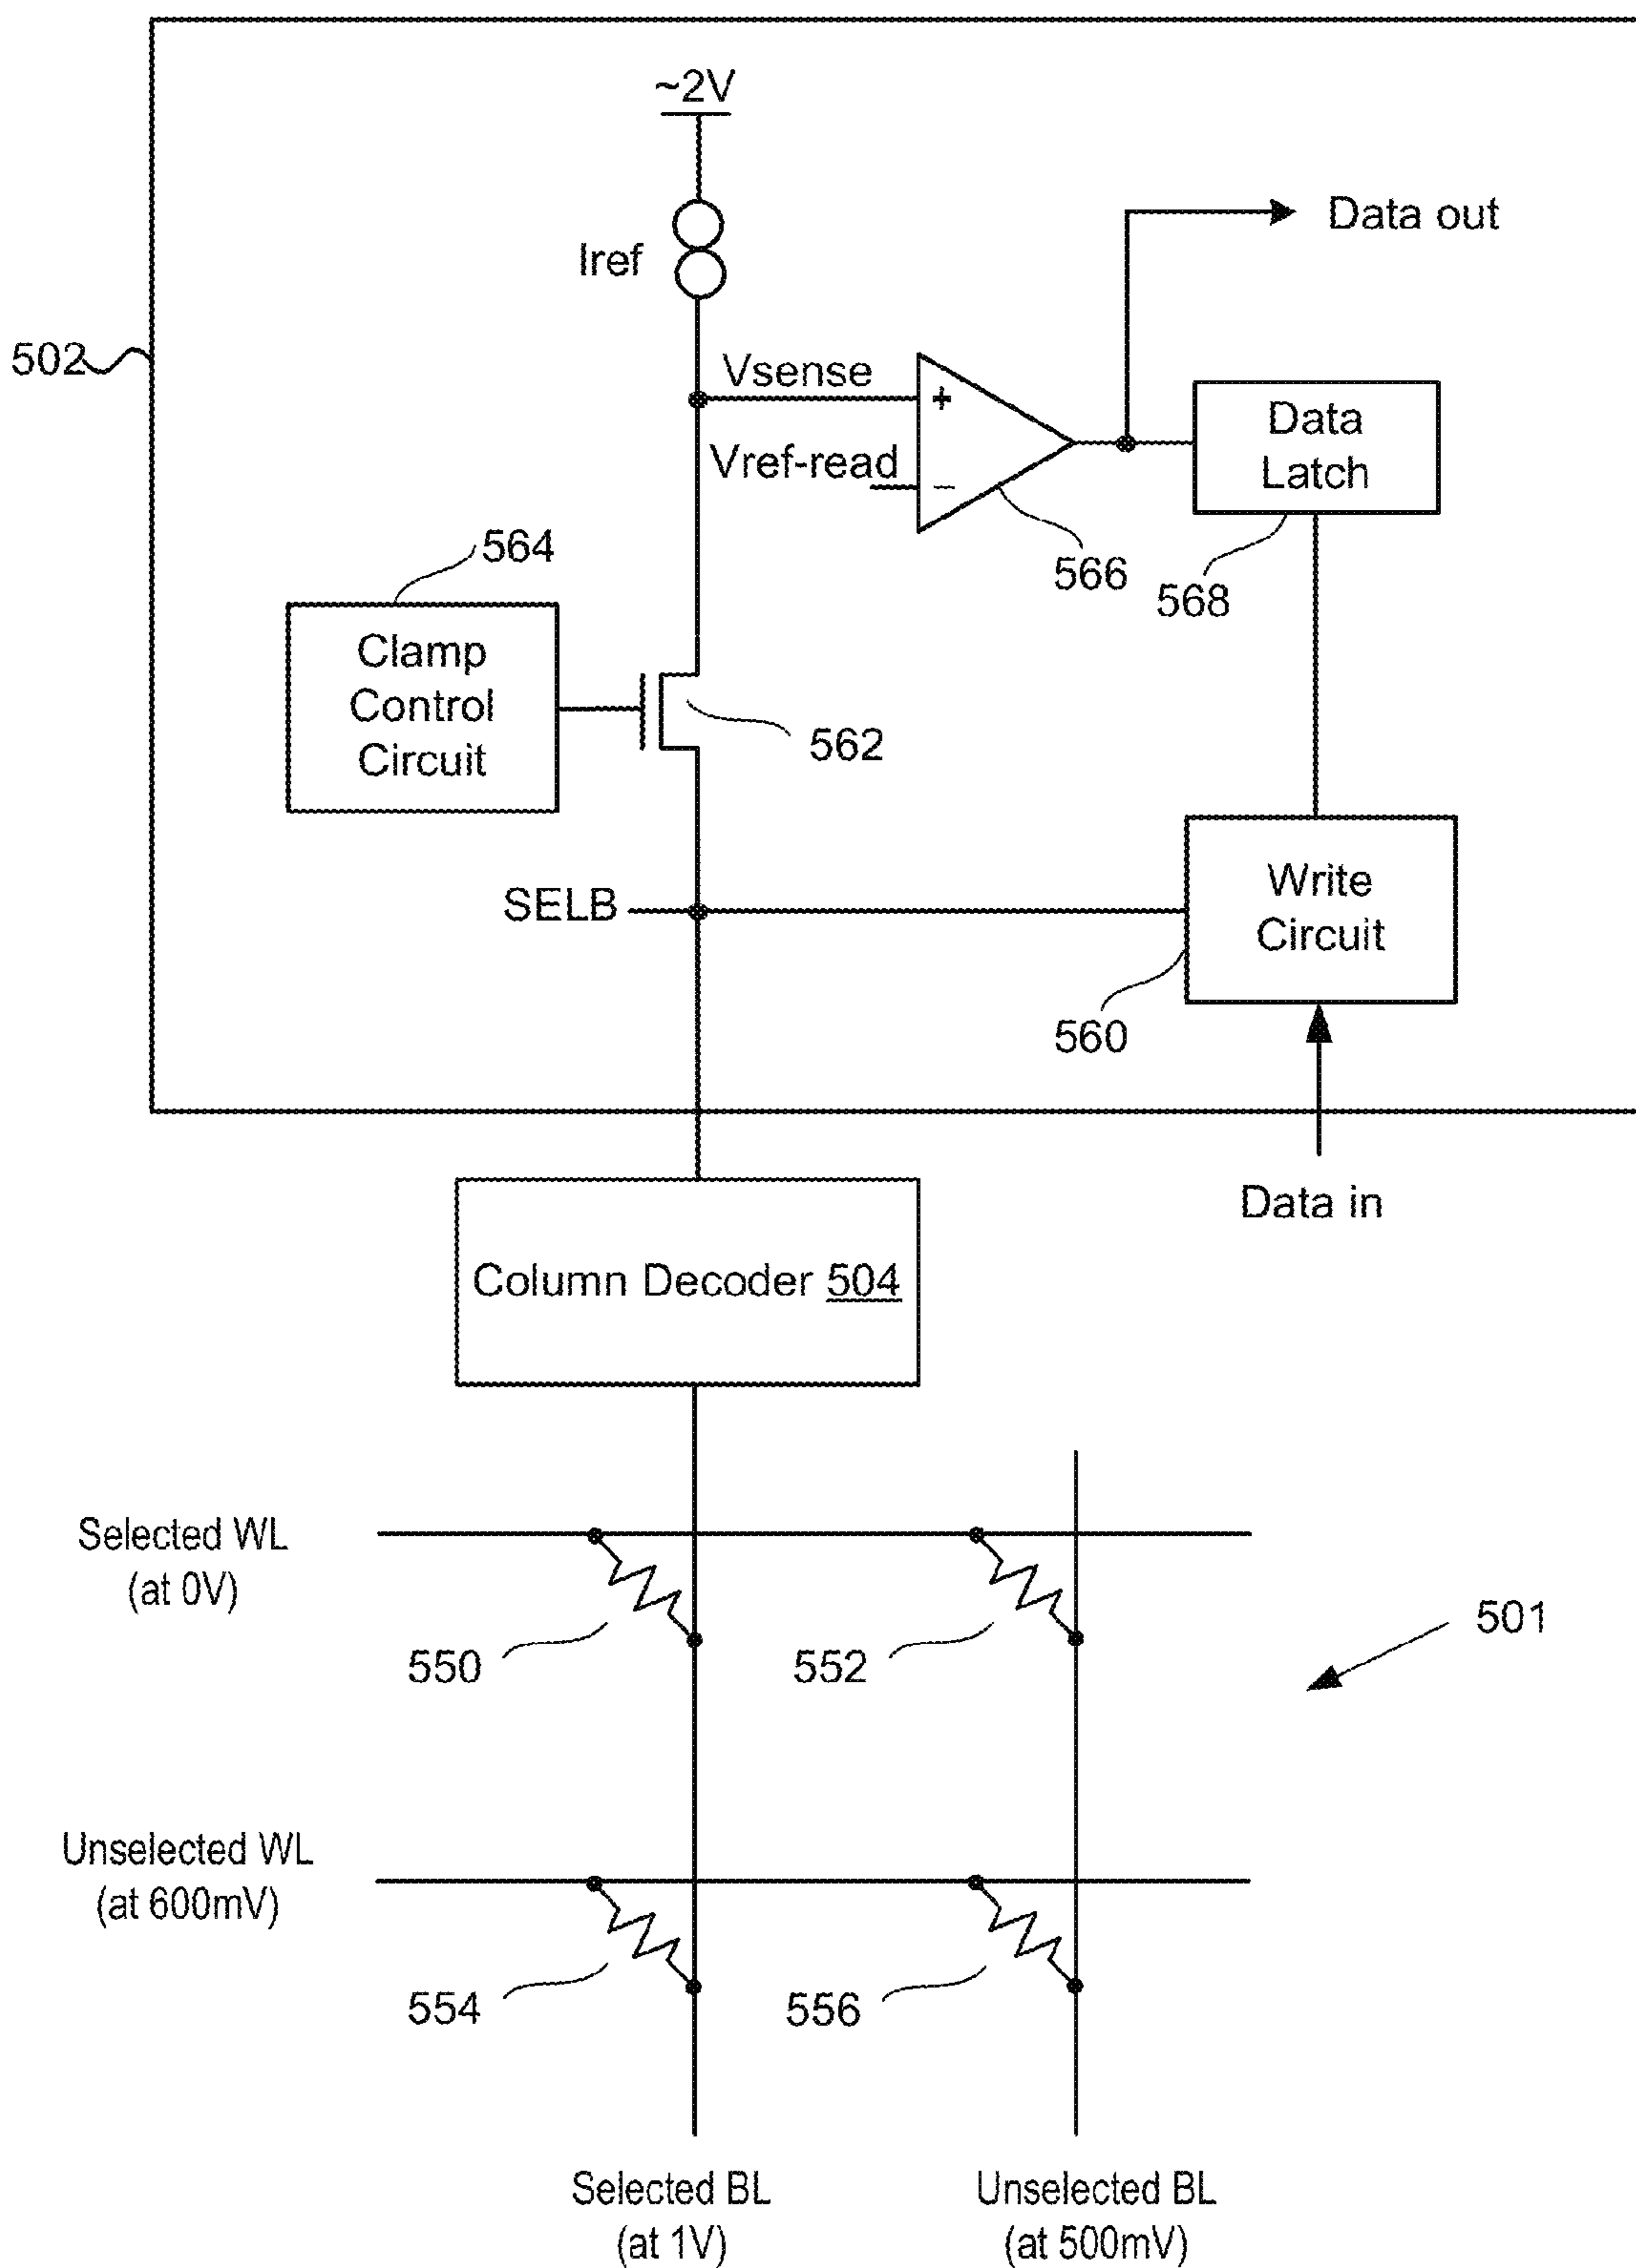 ~2V
Data out
Iref
502
Vsense
+
Vref-read
−
Data
Latch
564
566
568
Clamp
Control
Circuit
562
SELB
Write
Circuit
560
Data in
Column Decoder 504
Selected WL
(at 0V)
550
552
501
Unselected WL
(at 600mV)
554
556
Selected BL
(at 1V)
Unselected BL
(at 500mV)